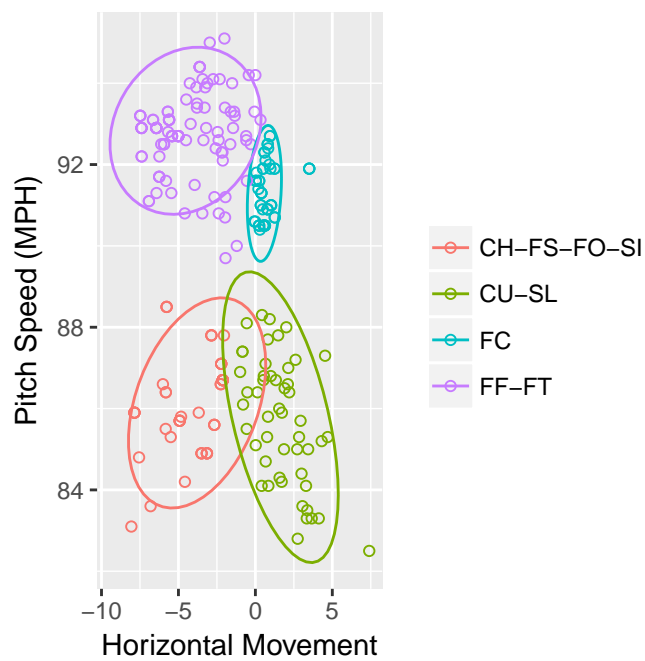 Pitch Speed (MPH)
92
88
84
−10
−5
0
5
Horizontal Movement
CH−FS−FO−SI
CU−SL
FC
FF−FT